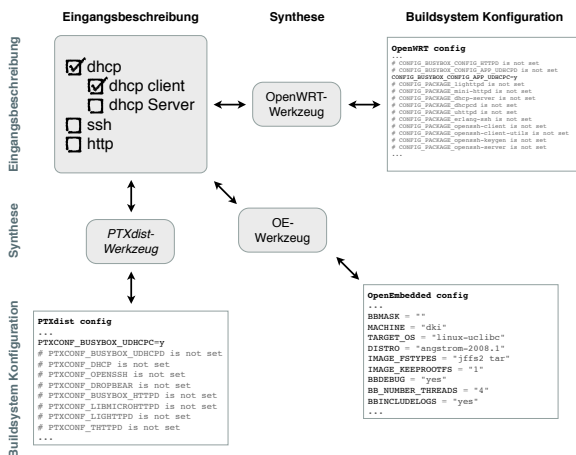 Eingangsbeschreibung
Synthese
Buildsystem Konfiguration
Eingangsbeschreibung
Synthese
Buildsystem Konfiguration
dhcp
dhcp client
dhcp Server
ssh
http
OpenWRT-
Werkzeug
OpenWRT config
...
# CONFIG_BUSYBOX_CONFIG_HTTPD is not set
# CONFIG_BUSYBOX_CONFIG_APP_UDHCPD is not set
CONFIG_BUSYBOX_CONFIG_APP_UDHCPC=y
# CONFIG_PACKAGE_lighttpd is not set
# CONFIG_PACKAGE_mini-httpd is not set
# CONFIG_PACKAGE_dhcp-server is not set
# CONFIG_PACKAGE_dhcpcd is not set
# CONFIG_PACKAGE_uhttpd is not set
# CONFIG_PACKAGE_erlang-ssh is not set
# CONFIG_PACKAGE_openssh-client is not set
# CONFIG_PACKAGE_openssh-client-utils is not set
# CONFIG_PACKAGE_openssh-keygen is not set
# CONFIG_PACKAGE_openssh-server is not set
...
PTXdist-
Werkzeug
OE-
Werkzeug
PTXdist config
...
PTXCONF_BUSYBOX_UDHCPC=y
# PTXCONF_BUSYBOX_UDHCPD is not set
# PTXCONF_DHCP is not set
# PTXCONF_OPENSSH is not set
# PTXCONF_DROPBEAR is not set
# PTXCONF_BUSYBOX_HTTPD is not set
# PTXCONF_LIBMICROHTTPD is not set
# PTXCONF_LIGHTTPD is not set
# PTXCONF_THTTPD is not set
...
OpenEmbedded config
...
BBMASK = ""
MACHINE = "dki"
TARGET_OS = "linux-uclibc"
DISTRO = "angstrom-2008.1"
IMAGE_FSTYPES = "jffs2 tar"
IMAGE_KEEPROOTFS = "1"
BBDEBUG = "yes"
BB_NUMBER_THREADS = "4"
BBINCLUDELOGS = "yes"
...